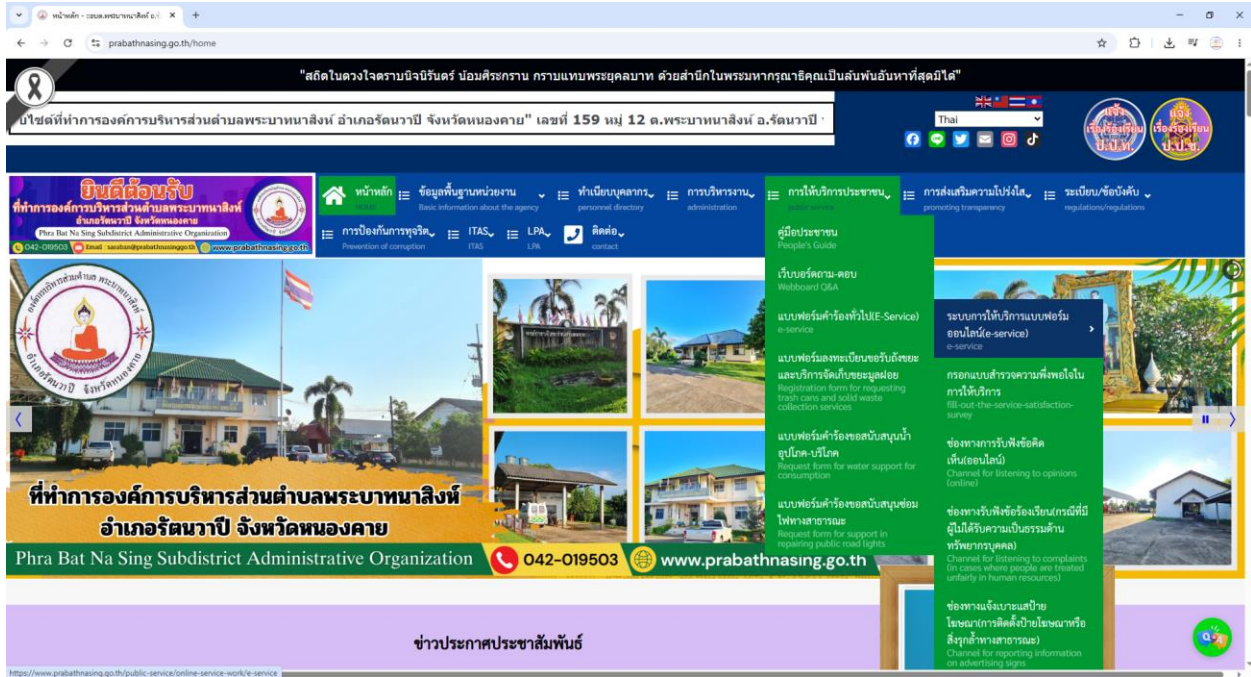 หน้าหลัก - :อบต.พระบาทนาสิงห์ อ.รั
prabathnasing.go.th/home
"สถิตในดวงใจตราบนิจนิรันดร์ น้อมศิระกราน กราบแทบพระยุคลบาท ด้วยสำนึกในพระมหากรุณาธิคุณเป็นล้นพ้นอันหาที่สุดมิได้"
บไซต์ที่ทำการองค์การบริหารส่วนตำบลพระบาทนาสิงห์ อำเภอรัตนวาปี จังหวัดหนองคาย" เลขที่ 159 หมู่ 12 ต.พระบาทนาสิงห์ อ.รัตนวาปี
Thai
แจ้ง
เรื่องร้องเรียน
ป.ป.ท.
แจ้ง
เรื่องร้องเรียน
ป.ป.ช.
ยินดีต้อนรับ
ที่ทำการองค์การบริหารส่วนตำบลพระบาทนาสิงห์
อำเภอรัตนวาปี จังหวัดหนองคาย
Phra Bat Na Sing Subdistrict Administrative Organization
042-019503
www.prabathnasing.go.th
หน้าหลัก
HOME
ข้อมูลพื้นฐานหน่วยงาน
Basic information about the agency
ทำเนียบบุคลากร
personnel directory
การบริหารงาน
administration
การให้บริการประชาชน
public service
การส่งเสริมความโปร่งใส
promoting transparency
ระเบียบ/ข้อบังคับ
regulations/regulations
การป้องกันการทุจริต
Prevention of corruption
ITAS
ITAS
LPA
LPA
ติดต่อ
contact
คู่มือประชาชน
People's Guide
เว็บบอร์ดถาม-ตอบ
Webboard Q&A
แบบฟอร์มคำร้องทั่วไป(E-Service)
e-service
แบบฟอร์มลงทะเบียนขอรับถังขยะ
และบริการจัดเก็บขยะมูลฝอย
Registration form for requesting
trash cans and solid waste
collection services
แบบฟอร์มคำร้องขอสนับสนุนน้ำ
อุปโภค-บริโภค
Request form for water support for
consumption
แบบฟอร์มคำร้องขอสนับสนุนซ่อม
ไฟทางสาธารณะ
Request form for support in
repairing public road lights
ระบบการให้บริการแบบฟอร์ม
ออนไลน์(e-service)
e-service
กรอกแบบสำรวจความพึงพอใจใน
การให้บริการ
fill-out-the-service-satisfaction-
survey
ช่องทางการรับฟังข้อคิด
เห็น(ออนไลน์)
Channel for listening to opinions
(online)
ช่องทางรับฟังข้อร้องเรียน(กรณีที่มี
ผู้ไม่ได้รับความเป็นธรรมด้าน
ทรัพยากรบุคคล)
Channel for listening to complaints
(in cases where people are treated
unfairly in human resources)
ช่องทางแจ้งเบาะแสป้าย
โฆษณา(การติดตั้งป้ายโฆษณาหรือ
สิ่งรุกล้ำทางสาธารณะ)
Channel for reporting information
on advertising signs
ที่ทำการองค์การบริหารส่วนตำบลพระบาทนาสิงห์
อำเภอรัตนวาปี จังหวัดหนองคาย
Phra Bat Na Sing Subdistrict Administrative Organization
042-019503
www.prabathnasing.go.th
ข่าวประกาศประชาสัมพันธ์
https://www.prabathnasing.go.th/public-service/online-service-work/e-service